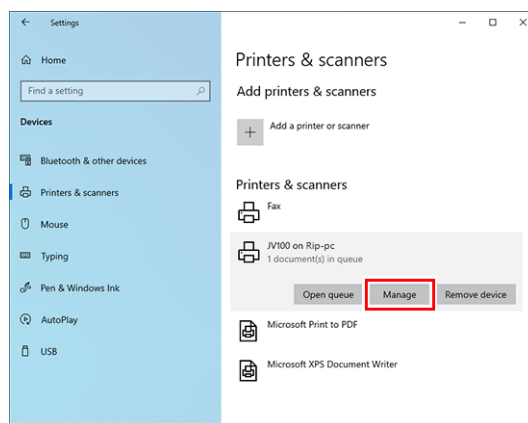 Settings
Home
Find a setting
Devices
Bluetooth & other devices
Printers & scanners
Mouse
Typing
Pen & Windows Ink
AutoPlay
USB
Printers & scanners
Add printers & scanners
Add a printer or scanner
Printers & scanners
Fax
JV100 on Rip-pc
1 document(s) in queue
Open queue Manage Remove device
Microsoft Print to PDF
Microsoft XPS Document Writer